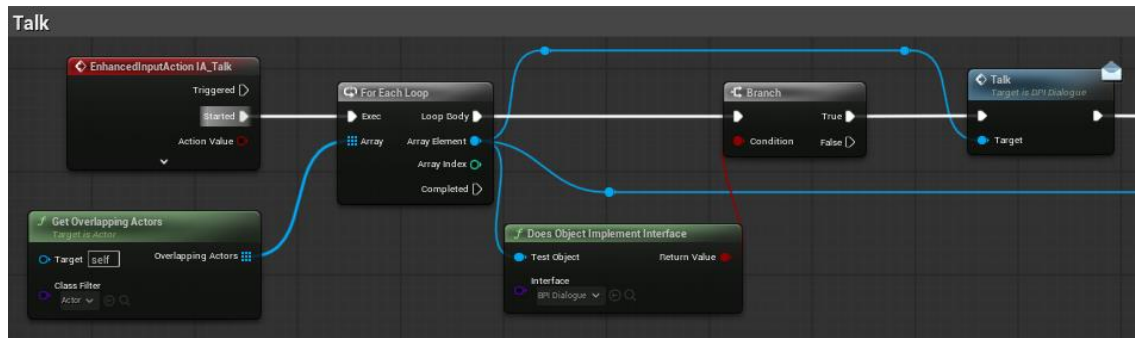 Talk
EnhancedInputAction IA_Talk
Triggered
Started
Action Value
For Each Loop
Exec
Loop Body
Array
Array Element
Array Index
Completed
Branch
True
Condition
False
Talk
Target is BPI Dialogue
Target
Get Overlapping Actors
Target is Actor
Target self
Overlapping Actors
Class Filter
Actor
Does Object Implement Interface
Test Object
Return Value
Interface
BPI Dialogue